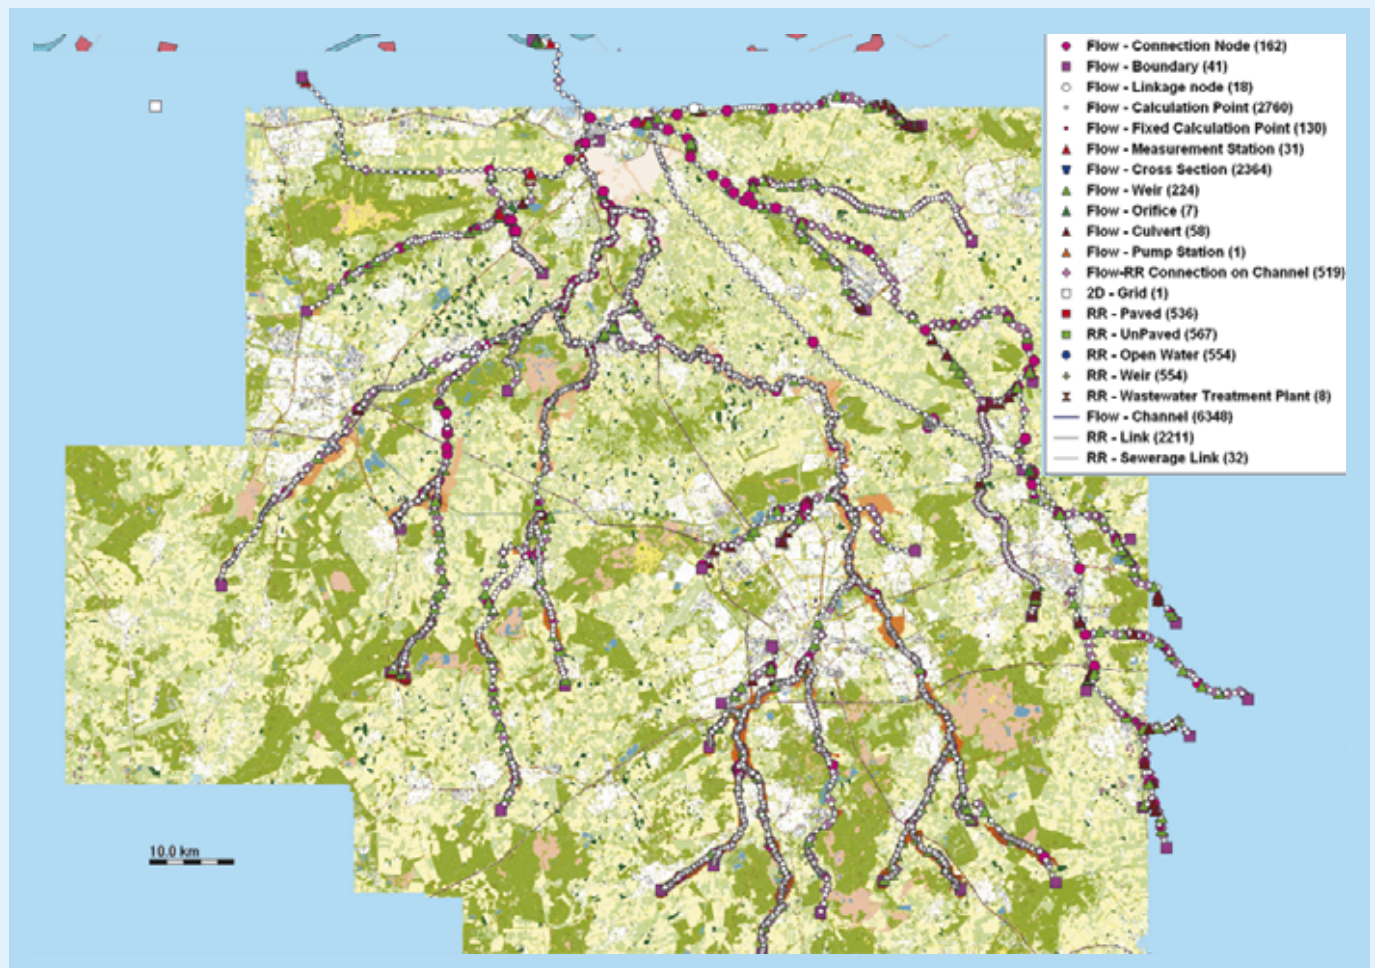 Flow - Connection Node (162)
Flow - Boundary (41)
Flow - Linkage node (18)
Flow - Calculation Point (2760)
Flow - Fixed Calculation Point (130)
Flow - Measurement Station (31)
Flow - Cross Section (2364)
Flow - Weir (224)
Flow - Orifice (7)
Flow - Culvert (58)
Flow - Pump Station (1)
Flow-RR Connection on Channel (519)
2D - Grid (1)
RR - Paved (536)
RR - UnPaved (567)
RR - Open Water (554)
RR - Weir (554)
RR - Wastewater Treatment Plant (8)
Flow - Channel (6348)
RR - Link (2211)
RR - Sewerage Link (32)
10.0 km